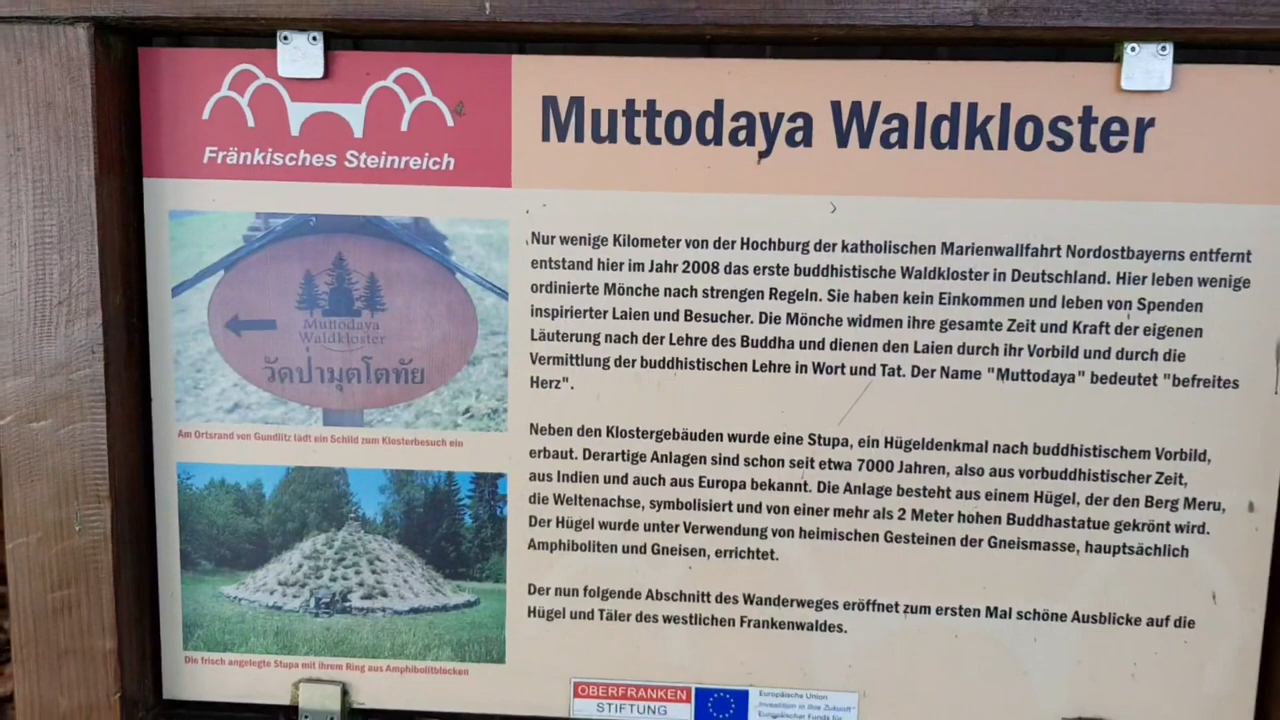 Fränkisches Steinreich
Muttodaya Waldkloster
Muttodaya
Waldkloster
วัดป่ามุตโตทัย
Am Ortsrand von Gundlitz lädt ein Schild zum Klosterbesuch ein
Die frisch angelegte Stupa mit ihrem Ring aus Amphibolitblöcken
Nur wenige Kilometer von der Hochburg der katholischen Marienwallfahrt Nordostbayerns entfernt
entstand hier im Jahr 2008 das erste buddhistische Waldkloster in Deutschland. Hier leben wenige
ordinierte Mönche nach strengen Regeln. Sie haben kein Einkommen und leben von Spenden
inspirierter Laien und Besucher. Die Mönche widmen ihre gesamte Zeit und Kraft der eigenen
Läuterung nach der Lehre des Buddha und dienen den Laien durch ihr Vorbild und durch die
Vermittlung der buddhistischen Lehre in Wort und Tat. Der Name "Muttodaya" bedeutet "befreites
Herz".
Neben den Klostergebäuden wurde eine Stupa, ein Hügeldenkmal nach buddhistischem Vorbild,
erbaut. Derartige Anlagen sind schon seit etwa 7000 Jahren, also aus vorbuddhistischer Zeit,
aus Indien und auch aus Europa bekannt. Die Anlage besteht aus einem Hügel, der den Berg Meru,
die Weltenachse, symbolisiert und von einer mehr als 2 Meter hohen Buddhastatue gekrönt wird.
Der Hügel wurde unter Verwendung von heimischen Gesteinen der Gneismasse, hauptsächlich
Amphiboliten und Gneisen, errichtet.
Der nun folgende Abschnitt des Wanderweges eröffnet zum ersten Mal schöne Ausblicke auf die
Hügel und Täler des westlichen Frankenwaldes.
OBERFRANKEN
STIFTUNG
Europäische Union
„Investition in Ihre Zukunft"
Europäischer Fonds für